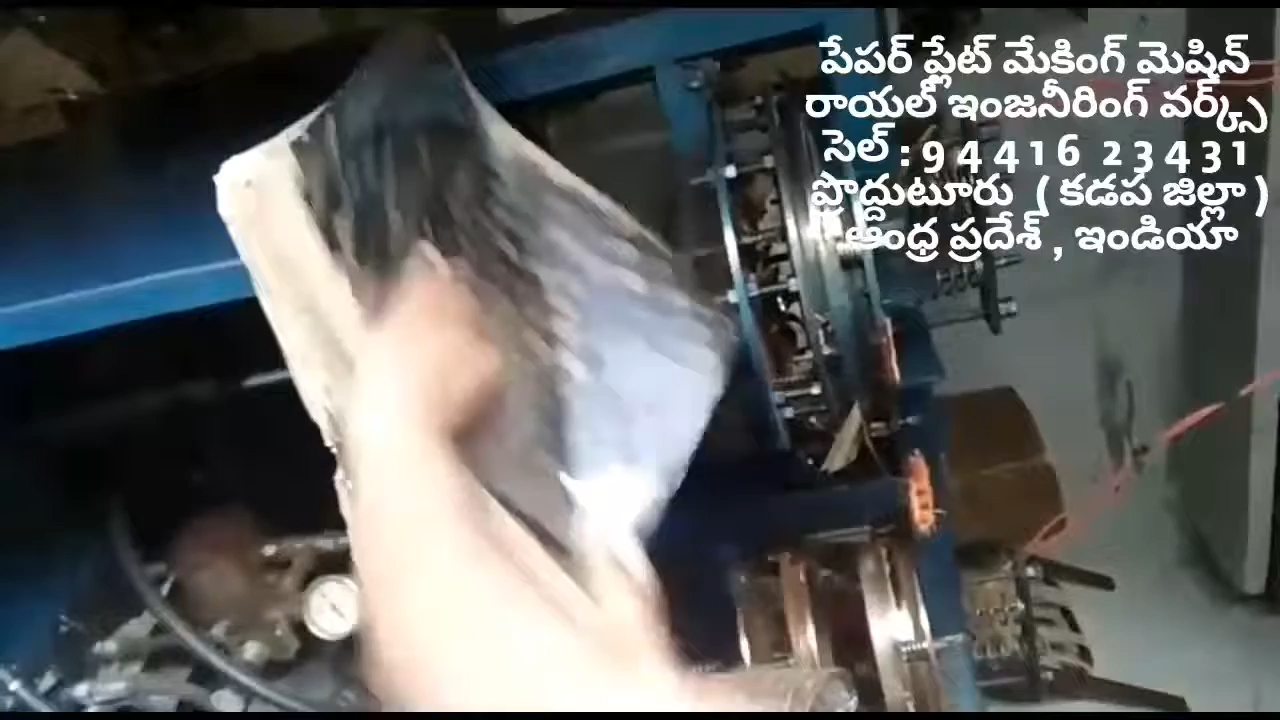 పేపర్ ప్లేట్ మేకింగ్ మెషిన్
రాయల్ ఇంజనీరింగ్ వర్క్స్
సెల్ : 9 4 4 1 6 2 3 4 3 1
ప్రొద్దుటూరు ( కడప జిల్లా )
ఆంధ్ర ప్రదేశ్ , ఇండియా